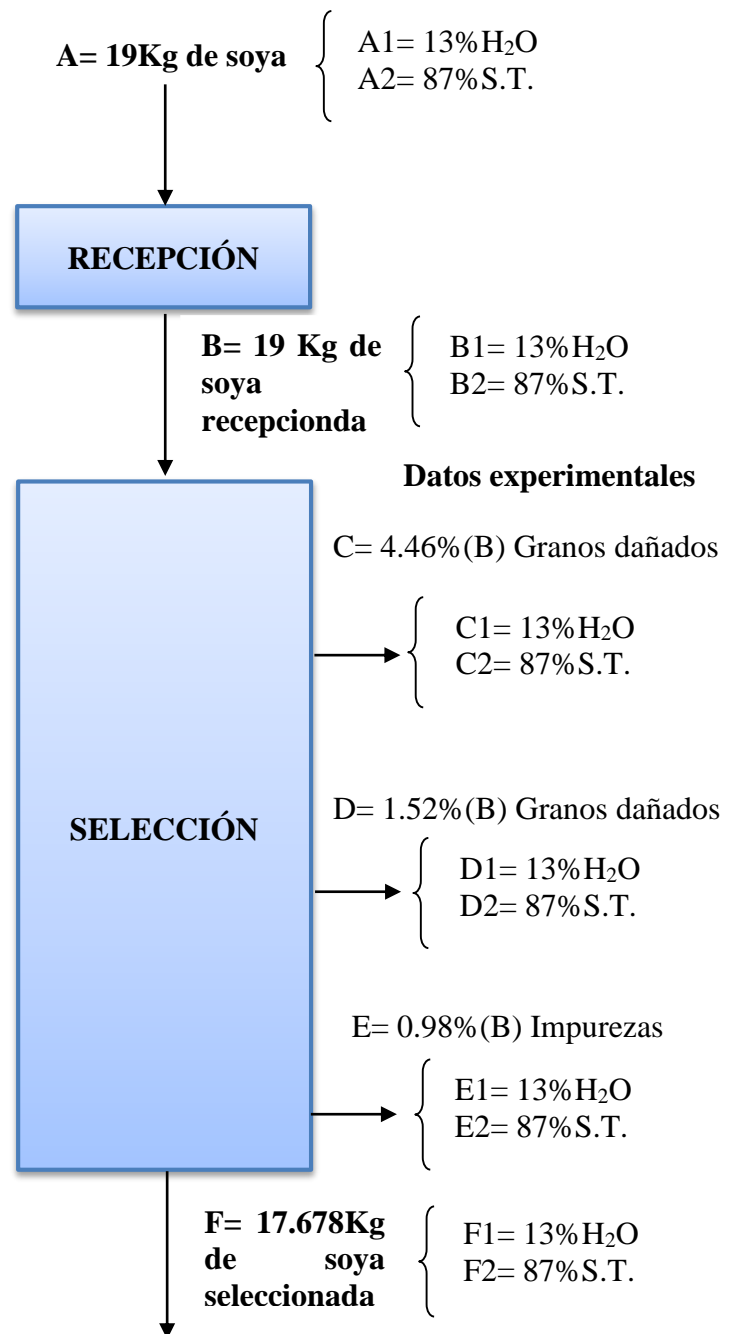 A= 19Kg de soya
A1= 13%H₂O
A2= 87%S.T.
RECEPCIÓN
B= 19 Kg de
soya
recepcionda
B1= 13%H₂O
B2= 87%S.T.
Datos experimentales
C= 4.46%(B) Granos dañados
C1= 13%H₂O
C2= 87%S.T.
SELECCIÓN
D= 1.52%(B) Granos dañados
D1= 13%H₂O
D2= 87%S.T.
E= 0.98%(B) Impurezas
E1= 13%H₂O
E2= 87%S.T.
F= 17.678Kg
de soya
seleccionada
F1= 13%H₂O
F2= 87%S.T.